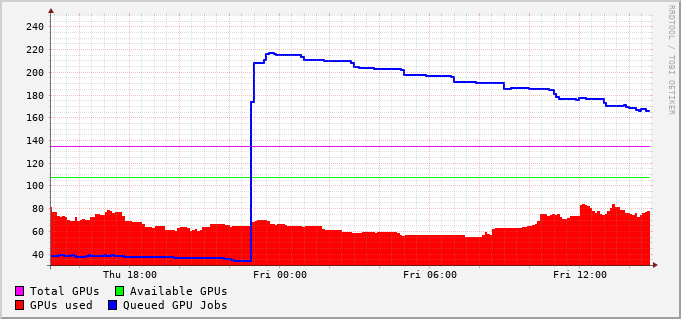 RRDTOOL / TOBI OETIKER
240
220
200
180
160
140
120
100
80
60
40
Thu 18:00 Fri 00:00 Fri 06:00 Fri 12:00
Total GPUs Available GPUs
GPUs used Queued GPU Jobs